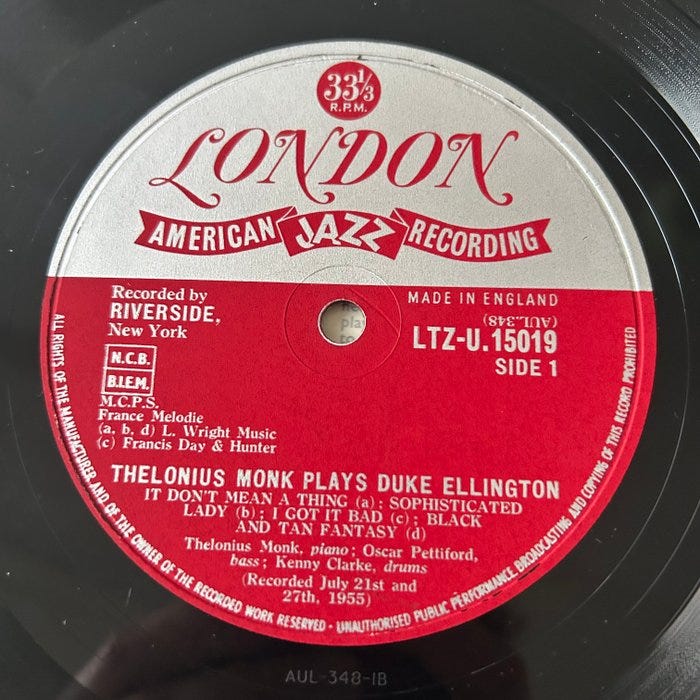 33⅓
R.P.M.
LONDON
AMERICAN JAZZ RECORDING
Recorded by
RIVERSIDE,
New York
MADE IN ENGLAND
(AUL.348)
LTZ-U.15019
SIDE 1
N.C.B.
B.I.E.M.
M.C.P.S.
France Melodie
(a, b, d) L. Wright Music
(c) Francis Day & Hunter
THELONIUS MONK PLAYS DUKE ELLINGTON
IT DON'T MEAN A THING (a); SOPHISTICATED
LADY (b); I GOT IT BAD (c); BLACK
AND TAN FANTASY (d)
Thelonius Monk, piano; Oscar Pettiford,
bass; Kenny Clarke, drums
(Recorded July 21st and
27th, 1955)
ALL RIGHTS OF THE MANUFACTURER AND OF THE OWNER OF THE RECORDED WORK RESERVED · UNAUTHORISED PUBLIC PERFORMANCE BROADCASTING AND COPYING OF THIS RECORD PROHIBITED
AUL-348-1B